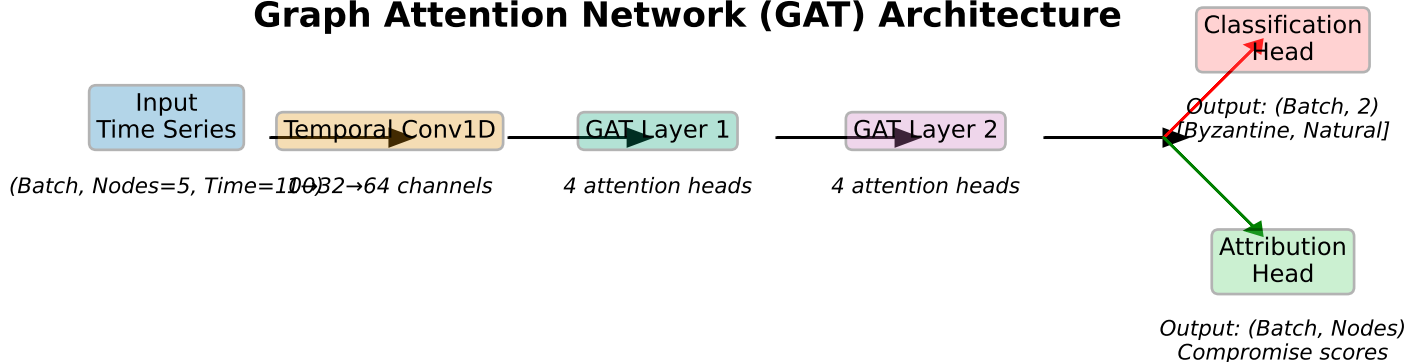 Graph Attention Network (GAT) Architecture
Input
Time Series
(Batch, Nodes=5, Time=100)
Temporal Conv1D
1→32→64 channels
GAT Layer 1
4 attention heads
GAT Layer 2
4 attention heads
Classification
Head
Output: (Batch, 2)
[Byzantine, Natural]
Attribution
Head
Output: (Batch, Nodes)
Compromise scores